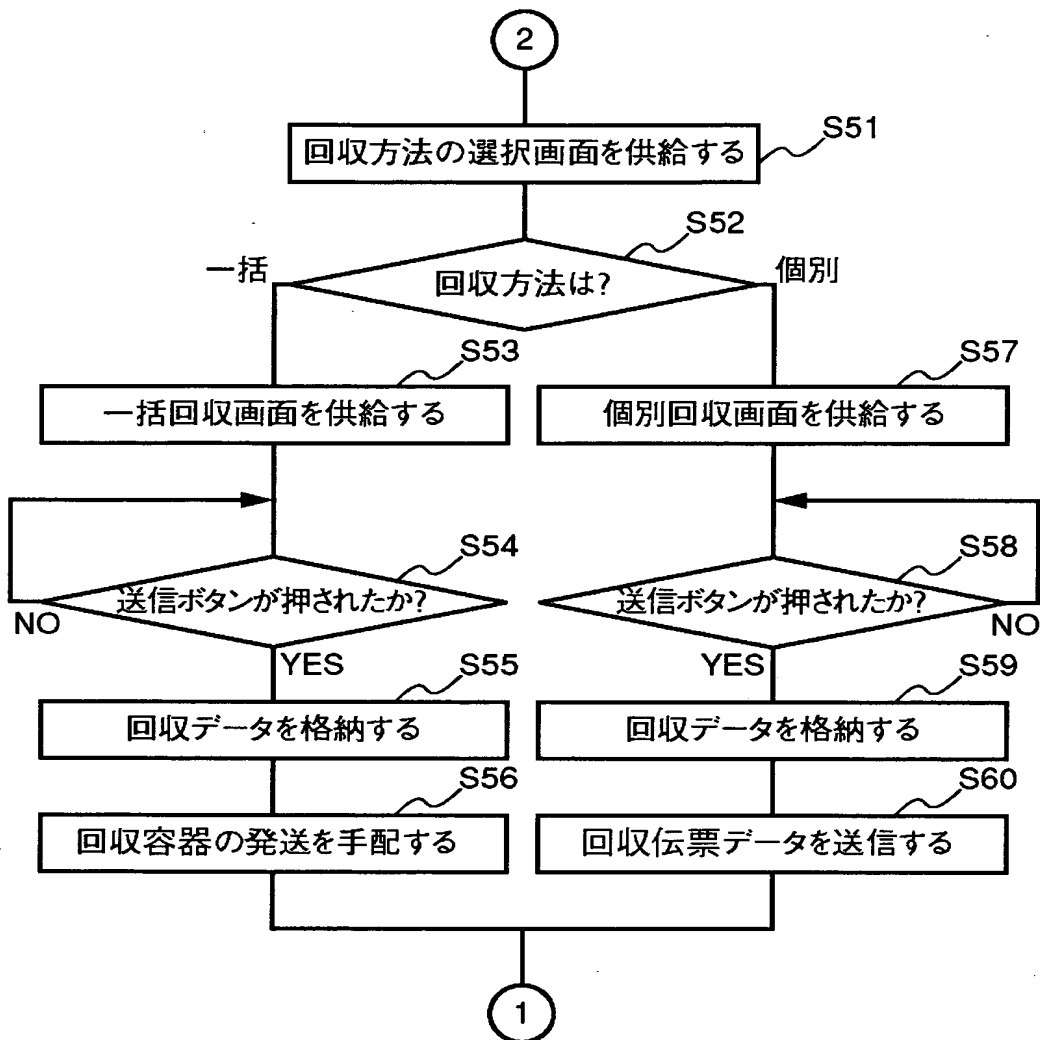 2
S51
回収方法の選択画面を供給する
S52
一括
回収方法は?
個別
S53
一括回収画面を供給する
S57
個別回収画面を供給する
S54
送信ボタンが押されたか?
NO
YES
S58
送信ボタンが押されたか?
NO
YES
S55
回収データを格納する
S59
回収データを格納する
S56
回収容器の発送を手配する
S60
回収伝票データを送信する
1